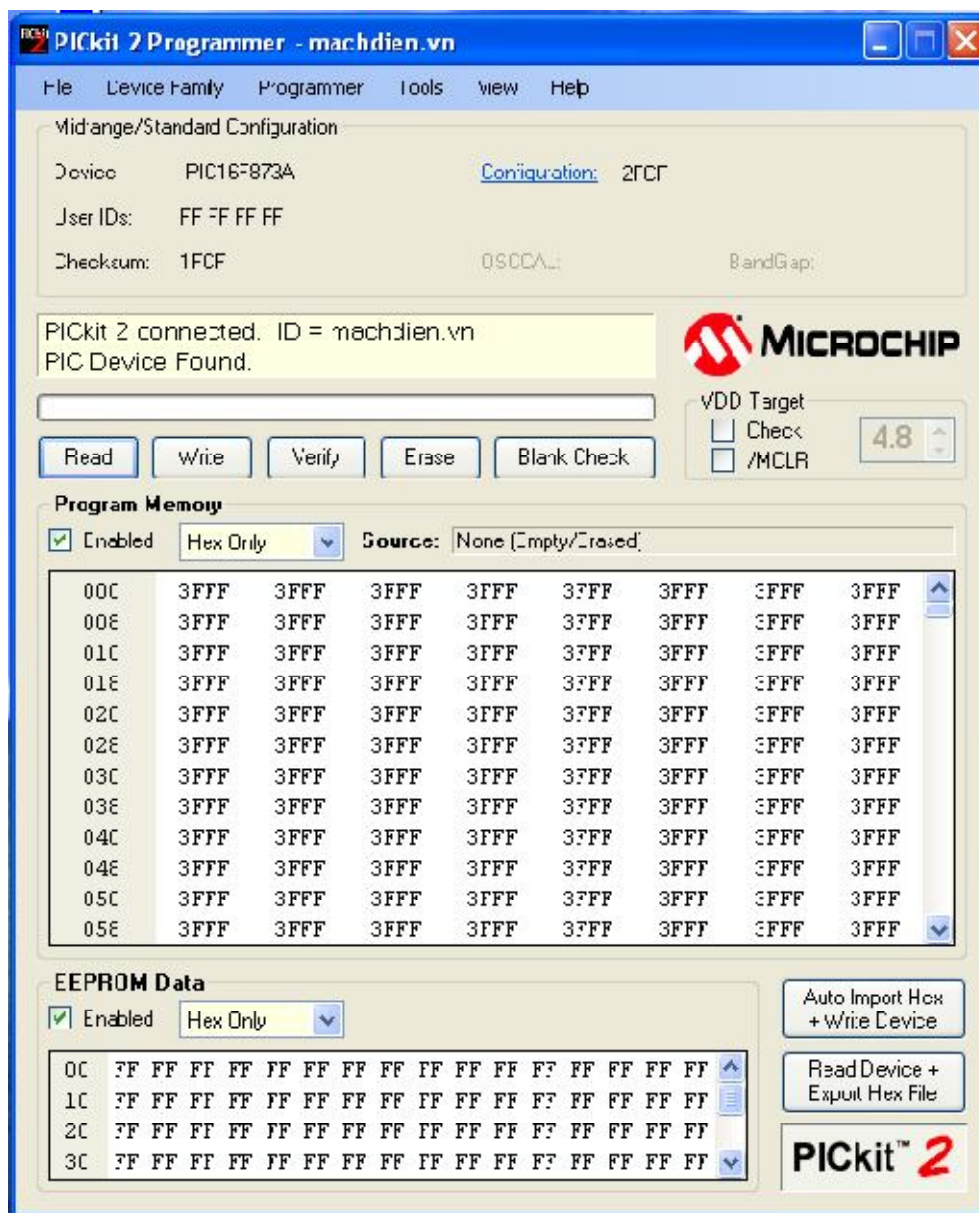 PICkit 2 Programmer - machdien.vn
File Device Family Programmer Tools View Help
Midrange/Standard Configuration
Device PIC16F873A Configuration: 2FCF
User IDs: FF FF FF FF
Checksum: 1FCF OSCCAL: BandGap:
PICkit 2 connected. ID = machdien.vn
PIC Device Found.
MICROCHIP
VDD Target
Check
/MCLR
4.8
Read Write Verify Erase Blank Check
Program Memory
Enabled Hex Only Source: None (Empty/Erased)
000 3FFF 3FFF 3FFF 3FFF 3FFF 3FFF 3FFF 3FFF
008 3FFF 3FFF 3FFF 3FFF 3FFF 3FFF 3FFF 3FFF
010 3FFF 3FFF 3FFF 3FFF 3FFF 3FFF 3FFF 3FFF
018 3FFF 3FFF 3FFF 3FFF 3FFF 3FFF 3FFF 3FFF
020 3FFF 3FFF 3FFF 3FFF 3FFF 3FFF 3FFF 3FFF
028 3FFF 3FFF 3FFF 3FFF 3FFF 3FFF 3FFF 3FFF
030 3FFF 3FFF 3FFF 3FFF 3FFF 3FFF 3FFF 3FFF
038 3FFF 3FFF 3FFF 3FFF 3FFF 3FFF 3FFF 3FFF
040 3FFF 3FFF 3FFF 3FFF 3FFF 3FFF 3FFF 3FFF
048 3FFF 3FFF 3FFF 3FFF 3FFF 3FFF 3FFF 3FFF
050 3FFF 3FFF 3FFF 3FFF 3FFF 3FFF 3FFF 3FFF
058 3FFF 3FFF 3FFF 3FFF 3FFF 3FFF 3FFF 3FFF
EEPROM Data
Enabled Hex Only
00 FF FF FF FF FF FF FF FF FF FF FF FF FF FF FF FF
10 FF FF FF FF FF FF FF FF FF FF FF FF FF FF FF FF
20 FF FF FF FF FF FF FF FF FF FF FF FF FF FF FF FF
30 FF FF FF FF FF FF FF FF FF FF FF FF FF FF FF FF
Auto Import Hex
+ Write Device
Read Device +
Export Hex File
PICkit™ 2